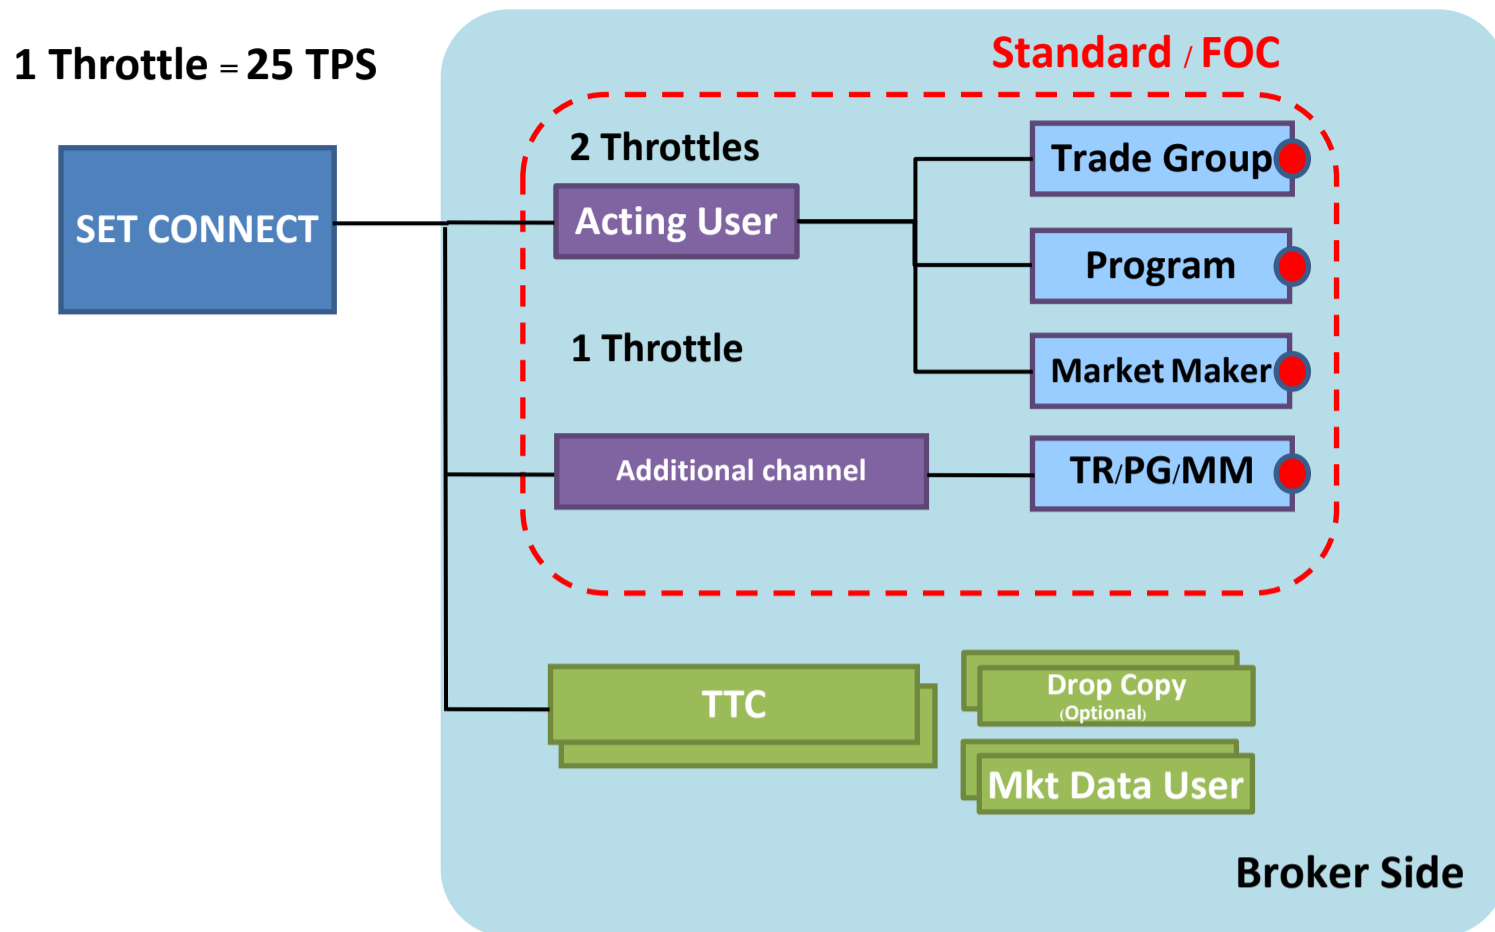 1 Throttle = 25 TPS
Standard / FOC
SET CONNECT
2 Throttles
Acting User
Trade Group
Program
1 Throttle
Market Maker
Additional channel
TR/PG/MM
TTC
Drop Copy
(Optional)
Mkt Data User
Broker Side